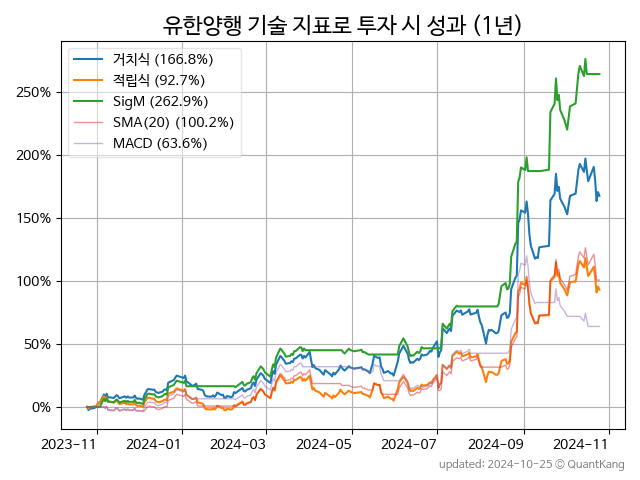 유한양행 기술 지표로 투자 시 성과 (1년)
거치식 (166.8%)
적립식 (92.7%)
SigM (262.9%)
SMA(20) (100.2%)
MACD (63.6%)
250%
200%
150%
100%
50%
0%
2023-11 2024-01 2024-03 2024-05 2024-07 2024-09 2024-11
updated: 2024-10-25 © QuantKang